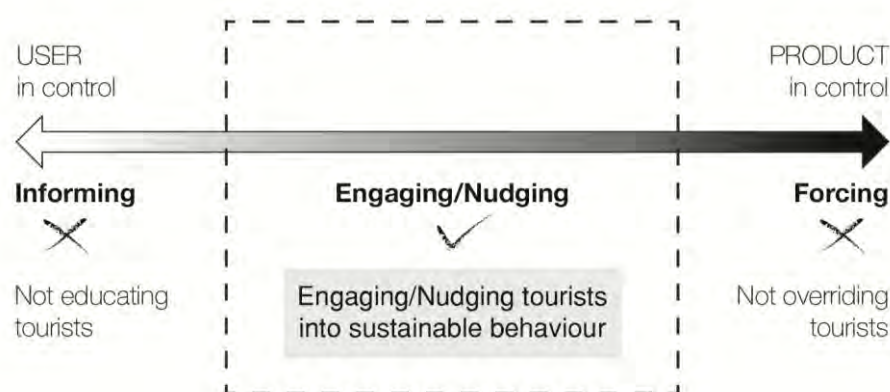 USER
in control
PRODUCT
in control
Informing
Engaging/Nudging
Forcing
Not educating
tourists
Engaging/Nudging tourists
into sustainable behaviour
Not overriding
tourists